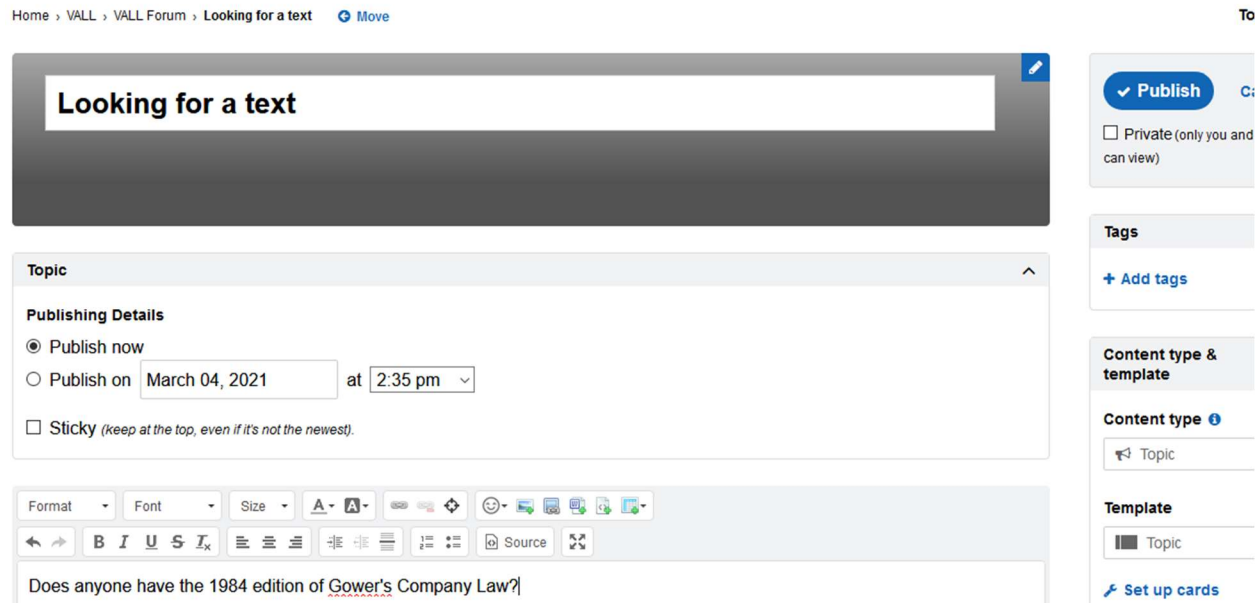 Home › VALL › VALL Forum › Looking for a text Move
Looking for a text
Topic
Publishing Details
Publish now
Publish on March 04, 2021 at 2:35 pm
Sticky (keep at the top, even if it's not the newest).
Format Font Size A A
B I U S Ix Source
Does anyone have the 1984 edition of Gower's Company Law?
Publish
Private (only you and
can view)
Tags
+ Add tags
Content type &
template
Content type
Topic
Template
Topic
Set up cards